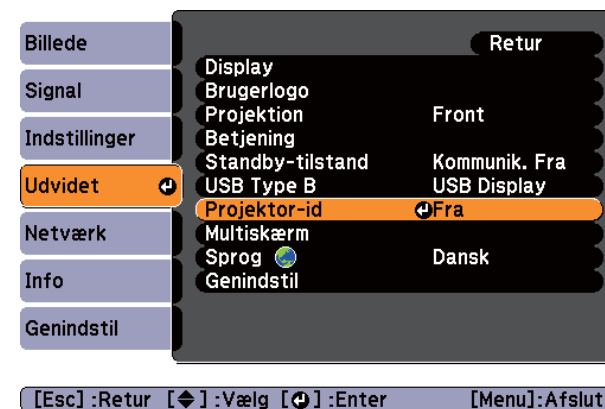 Billede
Signal
Indstillinger
Udvidet
Netværk
Info
Genindstil
Retur
Display
Brugerlogo
Projektion Front
Betjening
Standby-tilstand Kommunik. Fra
USB Type B USB Display
Projektor-id Fra
Multiskærm
Sprog Dansk
Genindstil
[Esc] :Retur [◆] :Vælg [⏎] :Enter [Menu]:Afslut